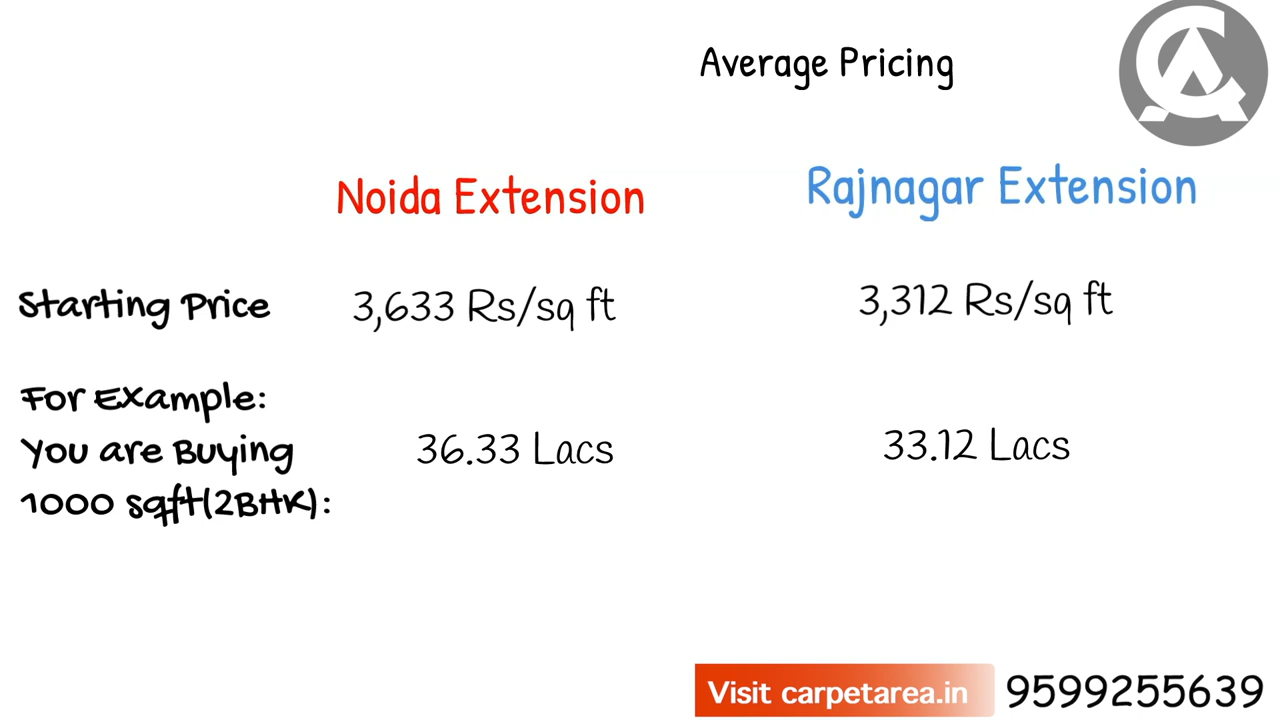 Average Pricing
Noida Extension Rajnagar Extension
Starting Price 3,633 Rs/sq ft 3,312 Rs/sq ft
For Example:
You are Buying 36.33 Lacs 33.12 Lacs
1000 sqft(2BHK):
Visit carpetarea.in 9599255639